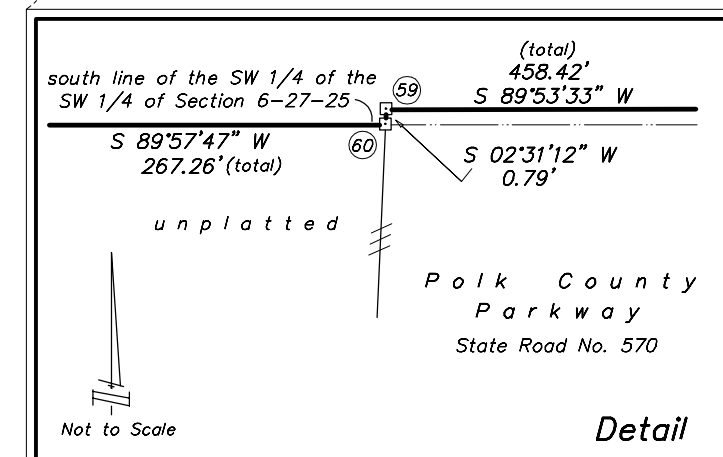 (total)
458.42'
S 89°53'33" W
59
south line of the SW 1/4 of the
SW 1/4 of Section 6-27-25
S 89°57'47" W
267.26' (total)
60
S 02°31'12" W
0.79'
unplatted
Polk County
Parkway
State Road No. 570
Not to Scale
Detail